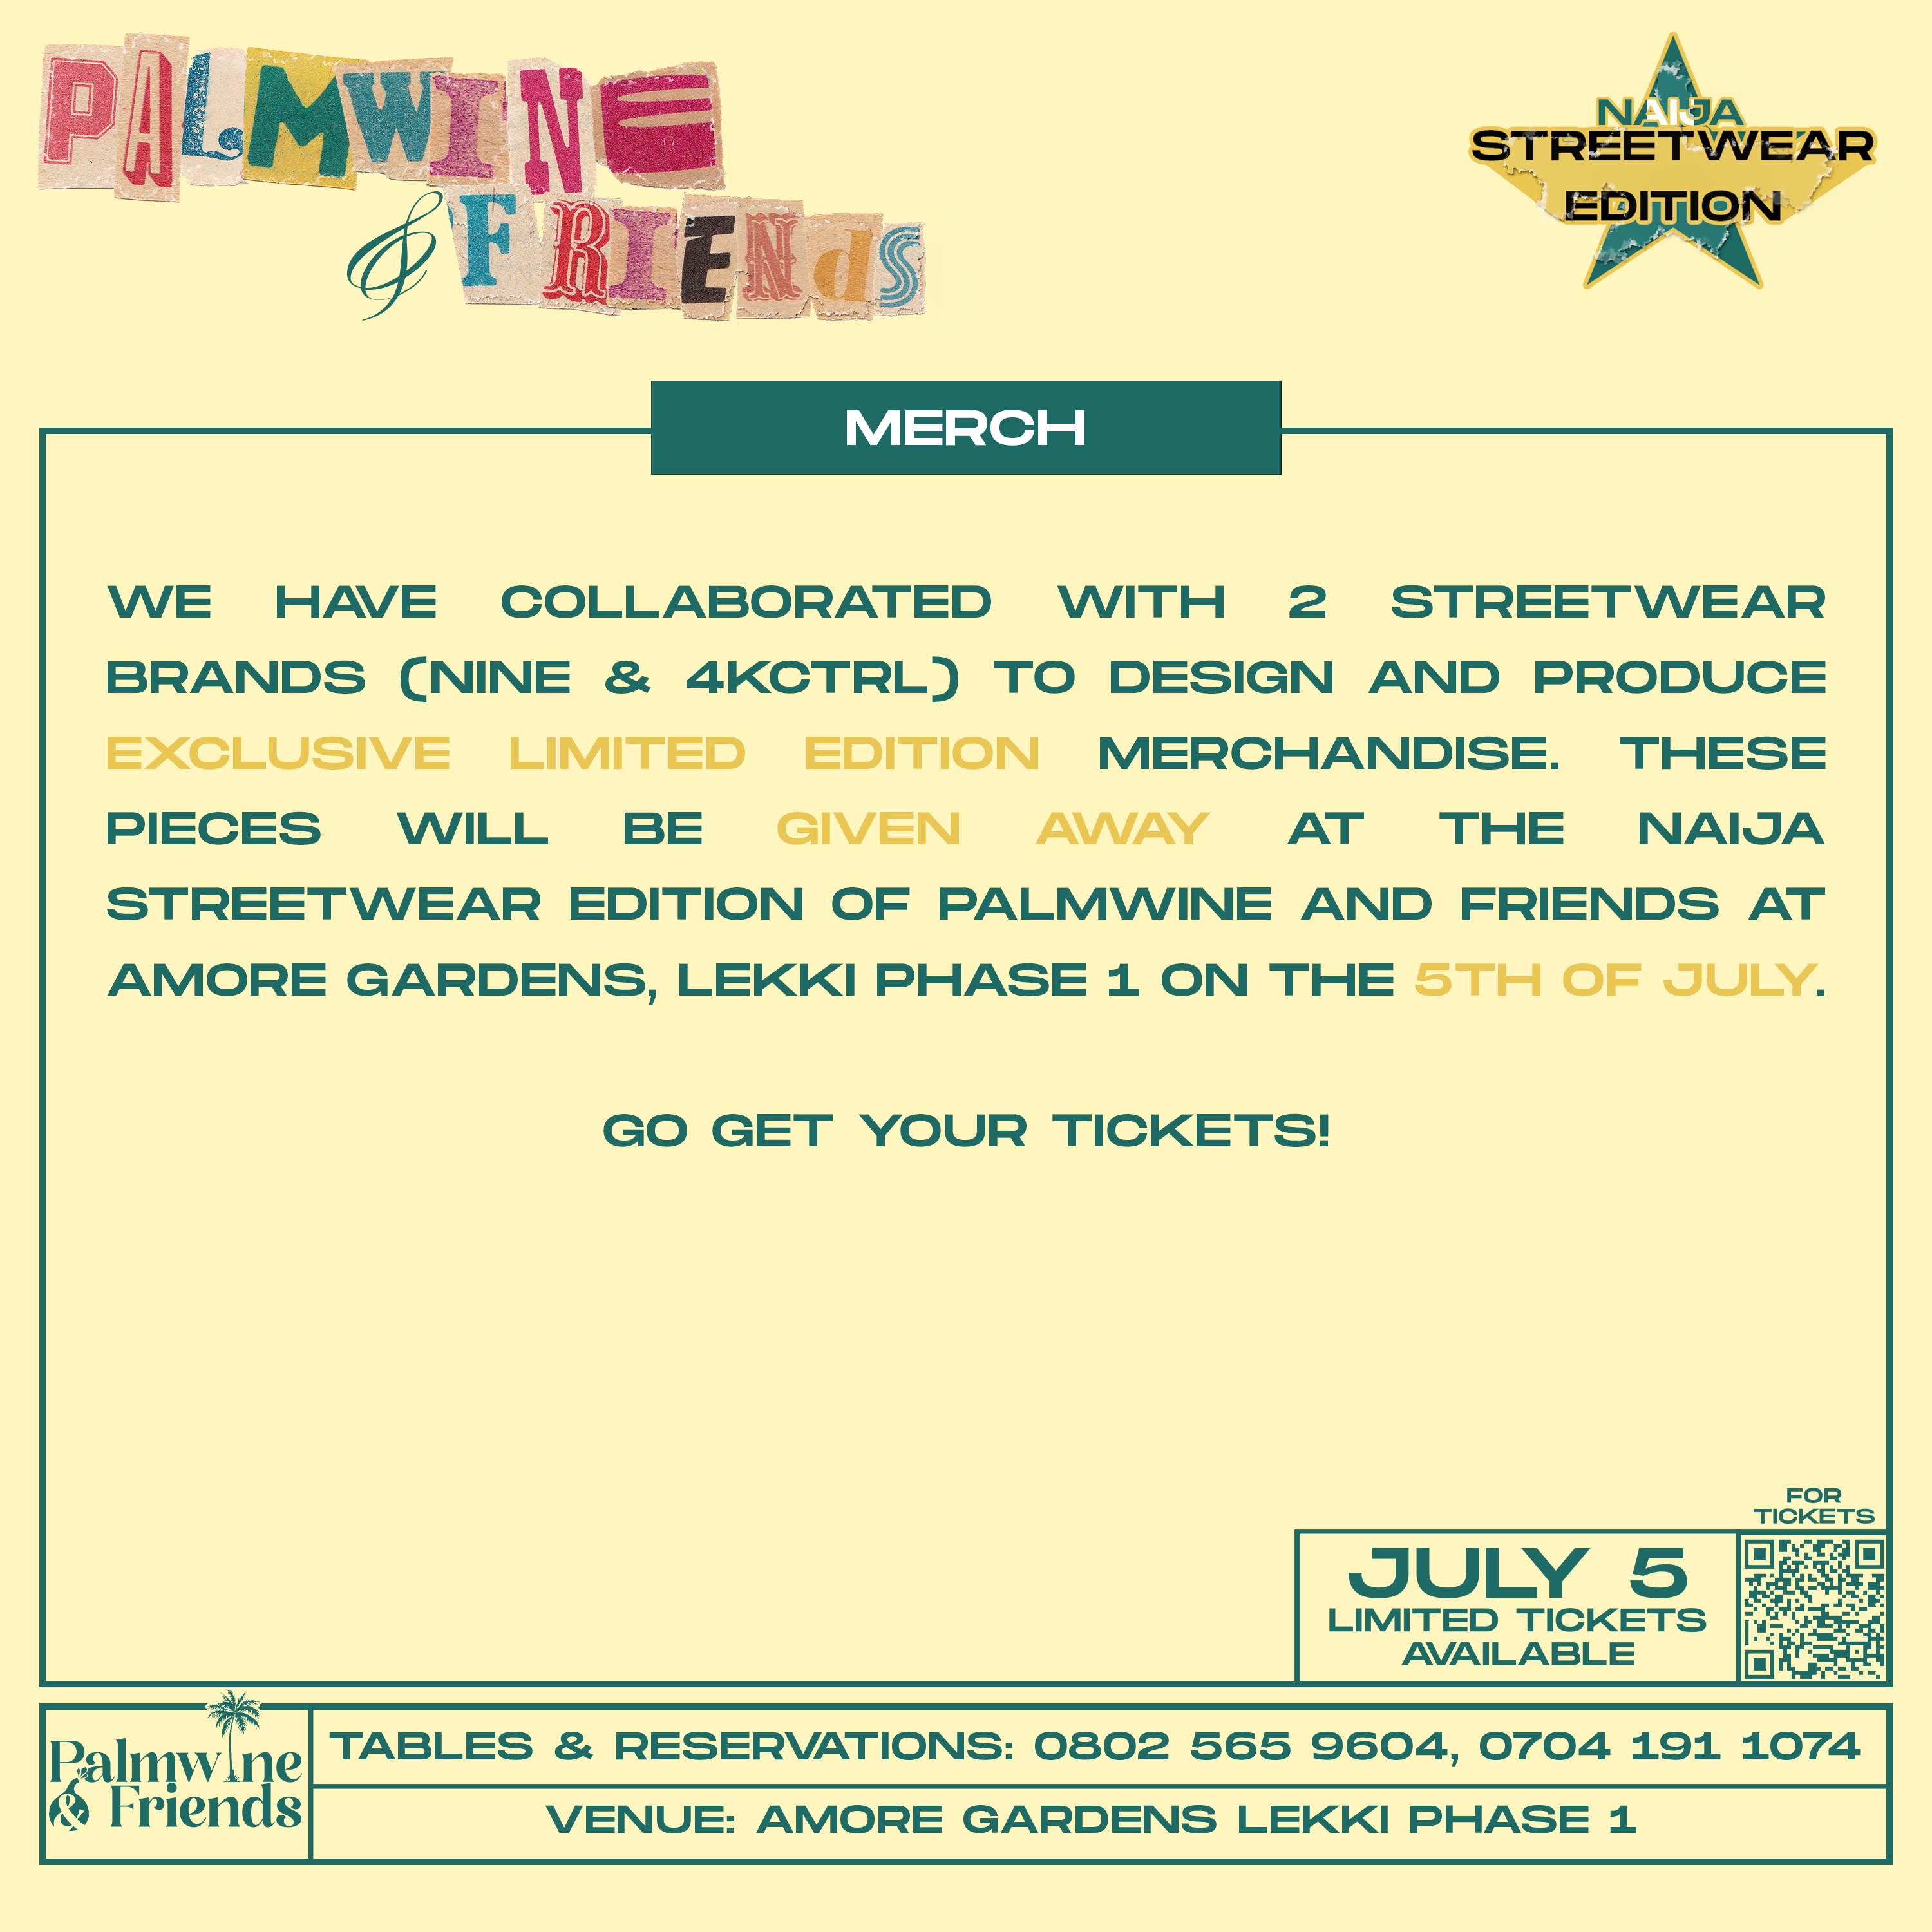 PALMWINE
& FRIENdS
NAIJA
STREETWEAR
EDITION
MERCH
WE HAVE COLLABORATED WITH 2 STREETWEAR
BRANDS (NINE & 4KCTRL) TO DESIGN AND PRODUCE
EXCLUSIVE LIMITED EDITION MERCHANDISE. THESE
PIECES WILL BE GIVEN AWAY AT THE NAIJA
STREETWEAR EDITION OF PALMWINE AND FRIENDS AT
AMORE GARDENS, LEKKI PHASE 1 ON THE 5TH OF JULY.
GO GET YOUR TICKETS!
FOR
TICKETS
JULY 5
LIMITED TICKETS
AVAILABLE
Palmwine
& Friends
TABLES & RESERVATIONS: 0802 565 9604, 0704 191 1074
VENUE: AMORE GARDENS LEKKI PHASE 1